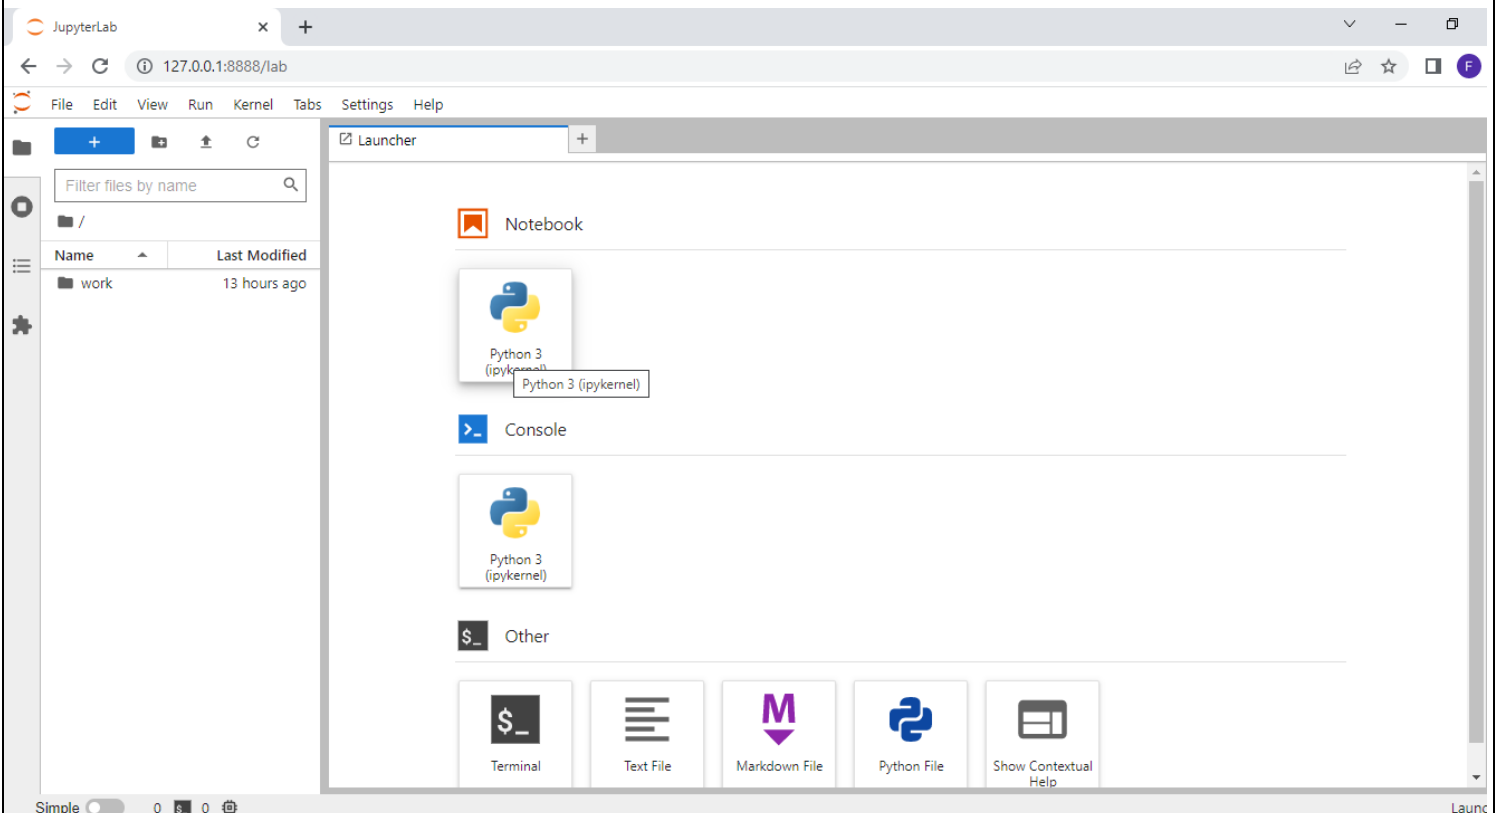 JupyterLab
127.0.0.1:8888/lab
F
File Edit View Run Kernel Tabs Settings Help
+
Launcher
Filter files by name
/
Name Last Modified
work 13 hours ago
Notebook
Python 3
(ipykernel)
Python 3 (ipykernel)
>_ Console
Python 3
(ipykernel)
$_ Other
$_
M
Terminal
Text File
Markdown File
Python File
Show Contextual
Help
Simple 0 $_ 0
Launc